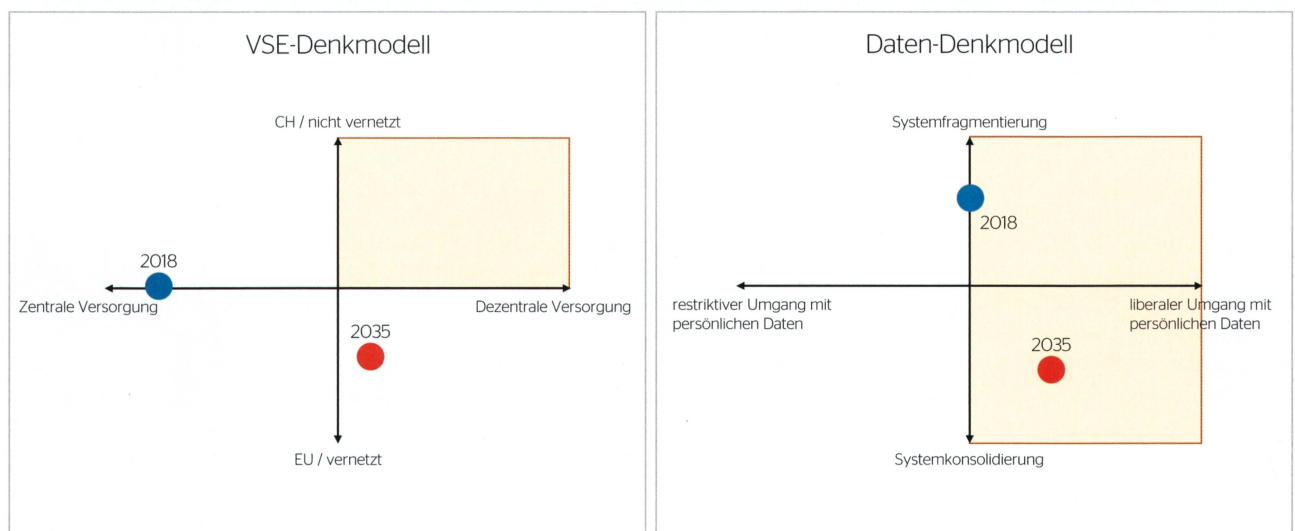 VSE-Denkmodell
CH / nicht vernetzt
2018
Zentrale Versorgung
Dezentrale Versorgung
2035
EU / vernetzt
Daten-Denkmodell
Systemfragmentierung
2018
restriktiver Umgang mit
persönlichen Daten
liberaler Umgang mit
persönlichen Daten
2035
Systemkonsolidierung